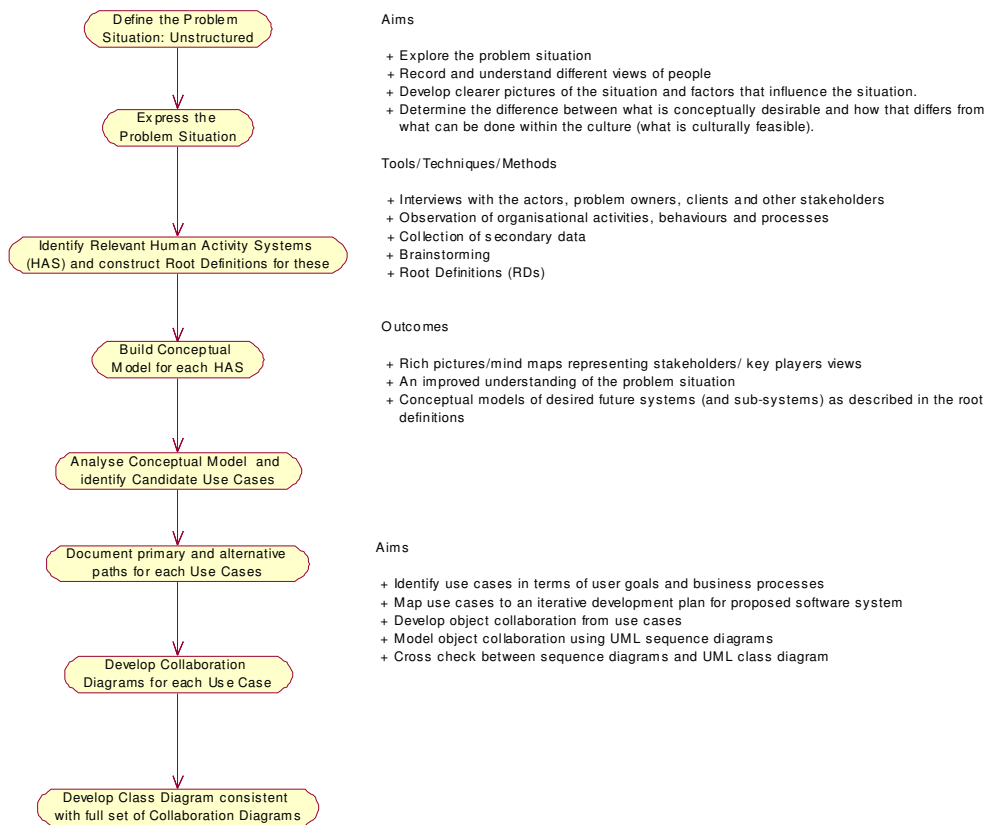 Define the Problem
Situation: Unstructured
Express the
Problem Situation
Identify Relevant Human Activity Systems
(HAS) and construct Root Definitions for these
Build Conceptual
Model for each HAS
Analyse Conceptual Model and
identify Candidate Use Cases
Document primary and alternative
paths for each Use Cases
Develop Collaboration
Diagrams for each Use Case
Develop Class Diagram consistent
with full set of Collaboration Diagrams
Aims
+ Explore the problem situation
+ Record and understand different views of people
+ Develop clearer pictures of the situation and factors that influence the situation.
+ Determine the difference between what is conceptually desirable and how that differs from
what can be done within the culture (what is culturally feasible).
Tools/Techniques/Methods
+ Interviews with the actors, problem owners, clients and other stakeholders
+ Observation of organisational activities, behaviours and processes
+ Collection of secondary data
+ Brainstorming
+ Root Definitions (RDs)
Outcomes
+ Rich pictures/mind maps representing stakeholders/ key players views
+ An improved understanding of the problem situation
+ Conceptual models of desired future systems (and sub-systems) as described in the root
definitions
Aims
+ Identify use cases in terms of user goals and business processes
+ Map use cases to an iterative development plan for proposed software system
+ Develop object collaboration from use cases
+ Model object collaboration using UML sequence diagrams
+ Cross check between sequence diagrams and UML class diagram